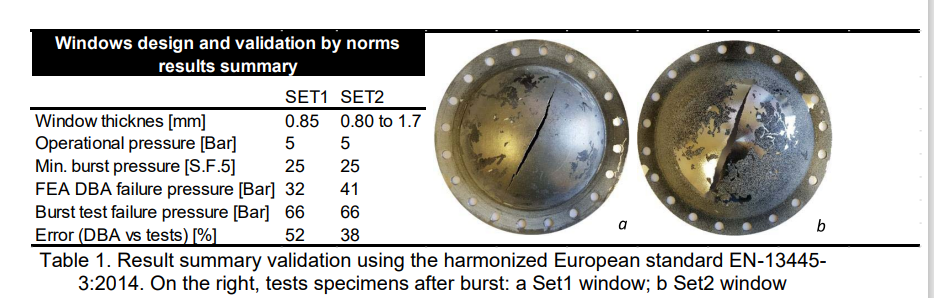 Windows design and validation by norms
results summary
SET1 SET2
Window thicknes [mm] 0.85 0.80 to 1.7
Operational pressure [Bar] 5 5
Min. burst pressure [S.F.5] 25 25
FEA DBA failure pressure [Bar] 32 41
Burst test failure pressure [Bar] 66 66
Error (DBA vs tests) [%] 52 38
a
b
Table 1. Result summary validation using the harmonized European standard EN-13445-
3:2014. On the right, tests specimens after burst: a Set1 window; b Set2 window